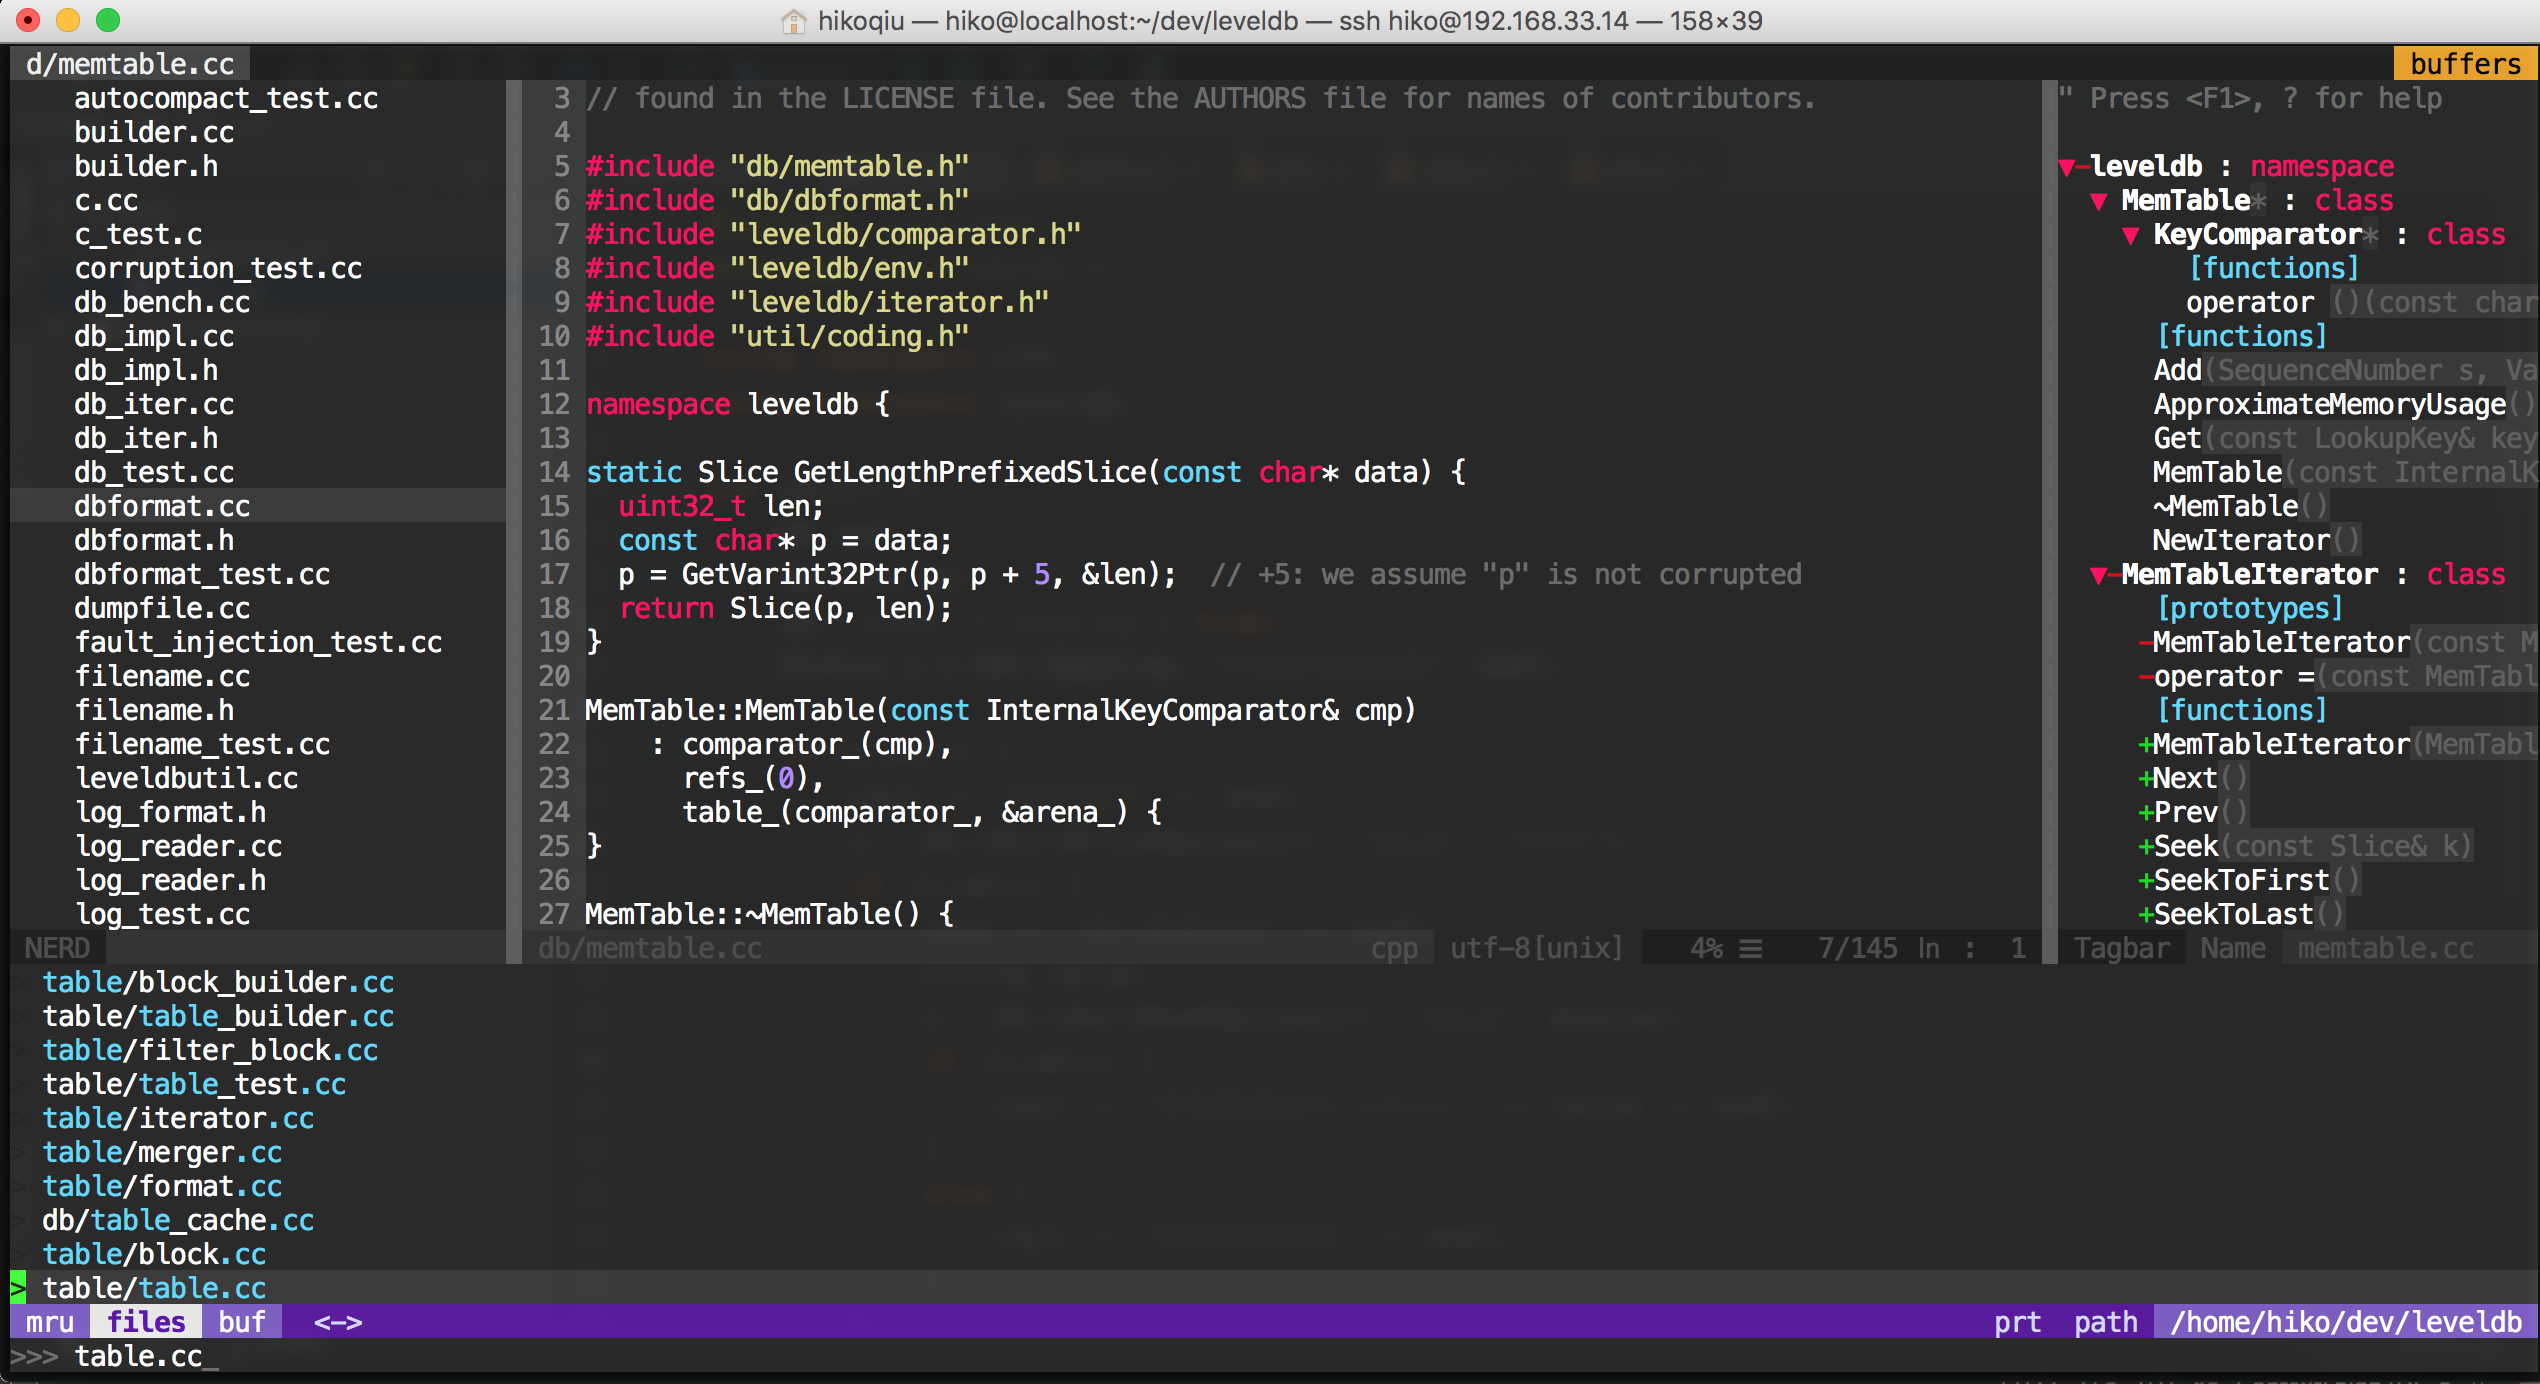 hikoqiu — hiko@localhost:~/dev/leveldb — ssh hiko@192.168.33.14 — 158×39
d/memtable.cc
buffers
autocompact_test.cc
builder.cc
builder.h
c.cc
c_test.c
corruption_test.cc
db_bench.cc
db_impl.cc
db_impl.h
db_iter.cc
db_iter.h
db_test.cc
dbformat.cc
dbformat.h
dbformat_test.cc
dumpfile.cc
fault_injection_test.cc
filename.cc
filename.h
filename_test.cc
leveldbutil.cc
log_format.h
log_reader.cc
log_reader.h
log_test.cc
NERD
3 // found in the LICENSE file. See the AUTHORS file for names of contributors.
4
5 #include "db/memtable.h"
6 #include "db/dbformat.h"
7 #include "leveldb/comparator.h"
8 #include "leveldb/env.h"
9 #include "leveldb/iterator.h"
10 #include "util/coding.h"
11
12 namespace leveldb {
13
14 static Slice GetLengthPrefixedSlice(const char* data) {
15   uint32_t len;
16   const char* p = data;
17   p = GetVarint32Ptr(p, p + 5, &len);  // +5: we assume "p" is not corrupted
18   return Slice(p, len);
19 }
20
21 MemTable::MemTable(const InternalKeyComparator& cmp)
22     : comparator_(cmp),
23       refs_(0),
24       table_(comparator_, &arena_) {
25 }
26
27 MemTable::~MemTable() {
db/memtable.cc cpp utf-8[unix] 4% ☰ 7/145 ln : 1
" Press <F1>, ? for help
▼-leveldb : namespace
▼ MemTable* : class
▼ KeyComparator* : class
[functions]
operator ()(const char
[functions]
Add(SequenceNumber s, Va
ApproximateMemoryUsage()
Get(const LookupKey& key
MemTable(const InternalK
~MemTable()
NewIterator()
▼-MemTableIterator : class
[prototypes]
-MemTableIterator(const M
-operator =(const MemTabl
[functions]
+MemTableIterator(MemTabl
+Next()
+Prev()
+Seek(const Slice& k)
+SeekToFirst()
+SeekToLast()
Tagbar Name memtable.cc
> table/block_builder.cc
> table/table_builder.cc
> table/filter_block.cc
> table/table_test.cc
> table/iterator.cc
> table/merger.cc
> table/format.cc
> db/table_cache.cc
> table/block.cc
> table/table.cc
mru files buf <-> prt path /home/hiko/dev/leveldb
>>> table.cc_